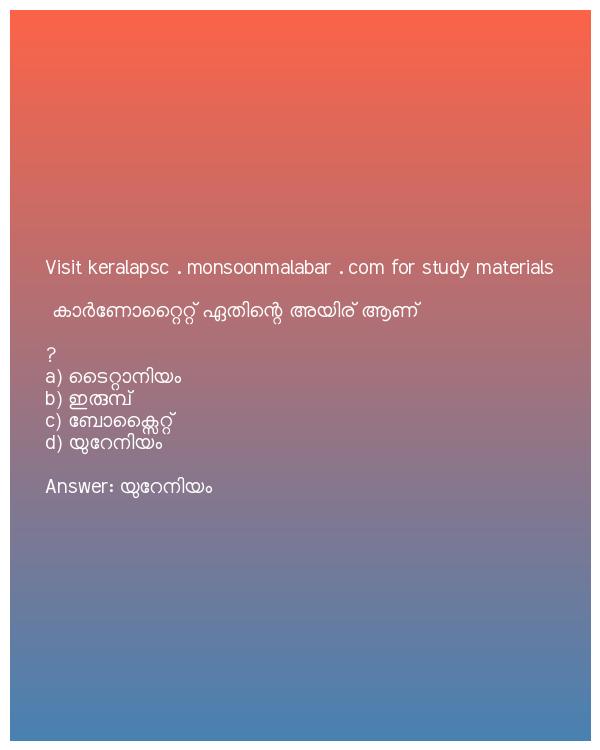 Visit keralapsc . monsoonmalabar . com for study materials
കാർണോറ്റൈറ്റ് ഏതിന്റെ അയിര് ആണ്
?
a) ടൈറ്റാനിയം
b) ഇരുമ്പ്
c) ബോക്സൈറ്റ്
d) യുറേനിയം
Answer: യുറേനിയം